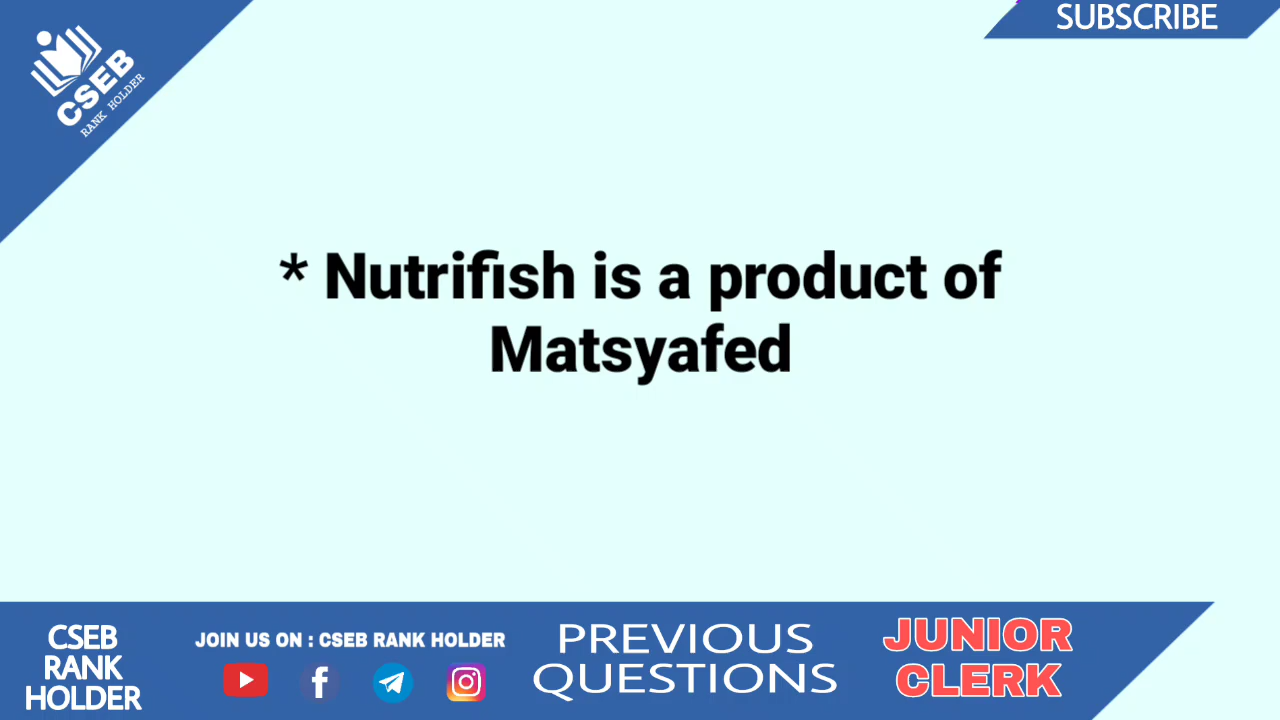 CSEB
RANK HOLDER
SUBSCRIBE
* Nutrifish is a product of
Matsyafed
CSEB
RANK
HOLDER
JOIN US ON : CSEB RANK HOLDER
PREVIOUS
QUESTIONS
JUNIOR
CLERK